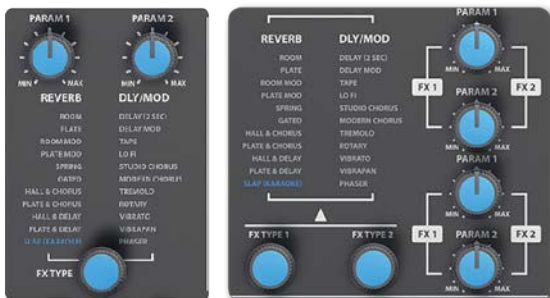 PARAM 1 PARAM 2
MIN MAX MIN MAX
REVERB DLY/MOD
ROOM DELAY (2 SEC)
PLATE DELAY MOD
ROOM MOD TAPE
PLATE MOD LO FI
SPRING STUDIO CHORUS
GATED MODERN CHORUS
HALL & CHORUS TREMOLO
PLATE & CHORUS ROTARY
HALL & DELAY VIBRATO
PLATE & DELAY VIBRAPAN
SLAP (KARAOKE) PHASER
FX TYPE
REVERB DLY/MOD
ROOM DELAY (2 SEC)
PLATE DELAY MOD
ROOM MOD TAPE
PLATE MOD LO FI
SPRING STUDIO CHORUS
GATED MODERN CHORUS
HALL & CHORUS TREMOLO
PLATE & CHORUS ROTARY
HALL & DELAY VIBRATO
PLATE & DELAY VIBRAPAN
SLAP (KARAOKE) PHASER
FX TYPE 1 FX TYPE 2
PARAM 1
MIN MAX
FX 1 FX 2
PARAM 2
MIN MAX
PARAM 1
MIN MAX
FX 1 FX 2
PARAM 2
MIN MAX